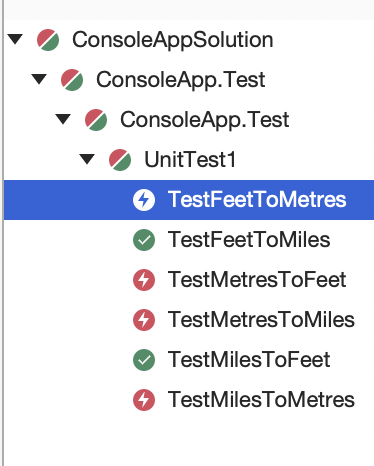 ConsoleAppSolution
ConsoleApp.Test
ConsoleApp.Test
UnitTest1
TestFeetToMetres
TestFeetToMiles
TestMetresToFeet
TestMetresToMiles
TestMilesToFeet
TestMilesToMetres